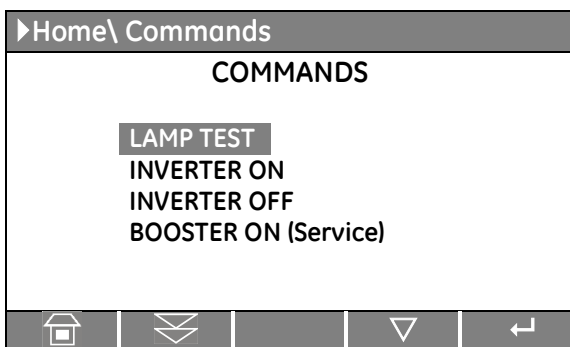 Home\ Commands
COMMANDS
LAMP TEST
INVERTER ON
INVERTER OFF
BOOSTER ON (Service)